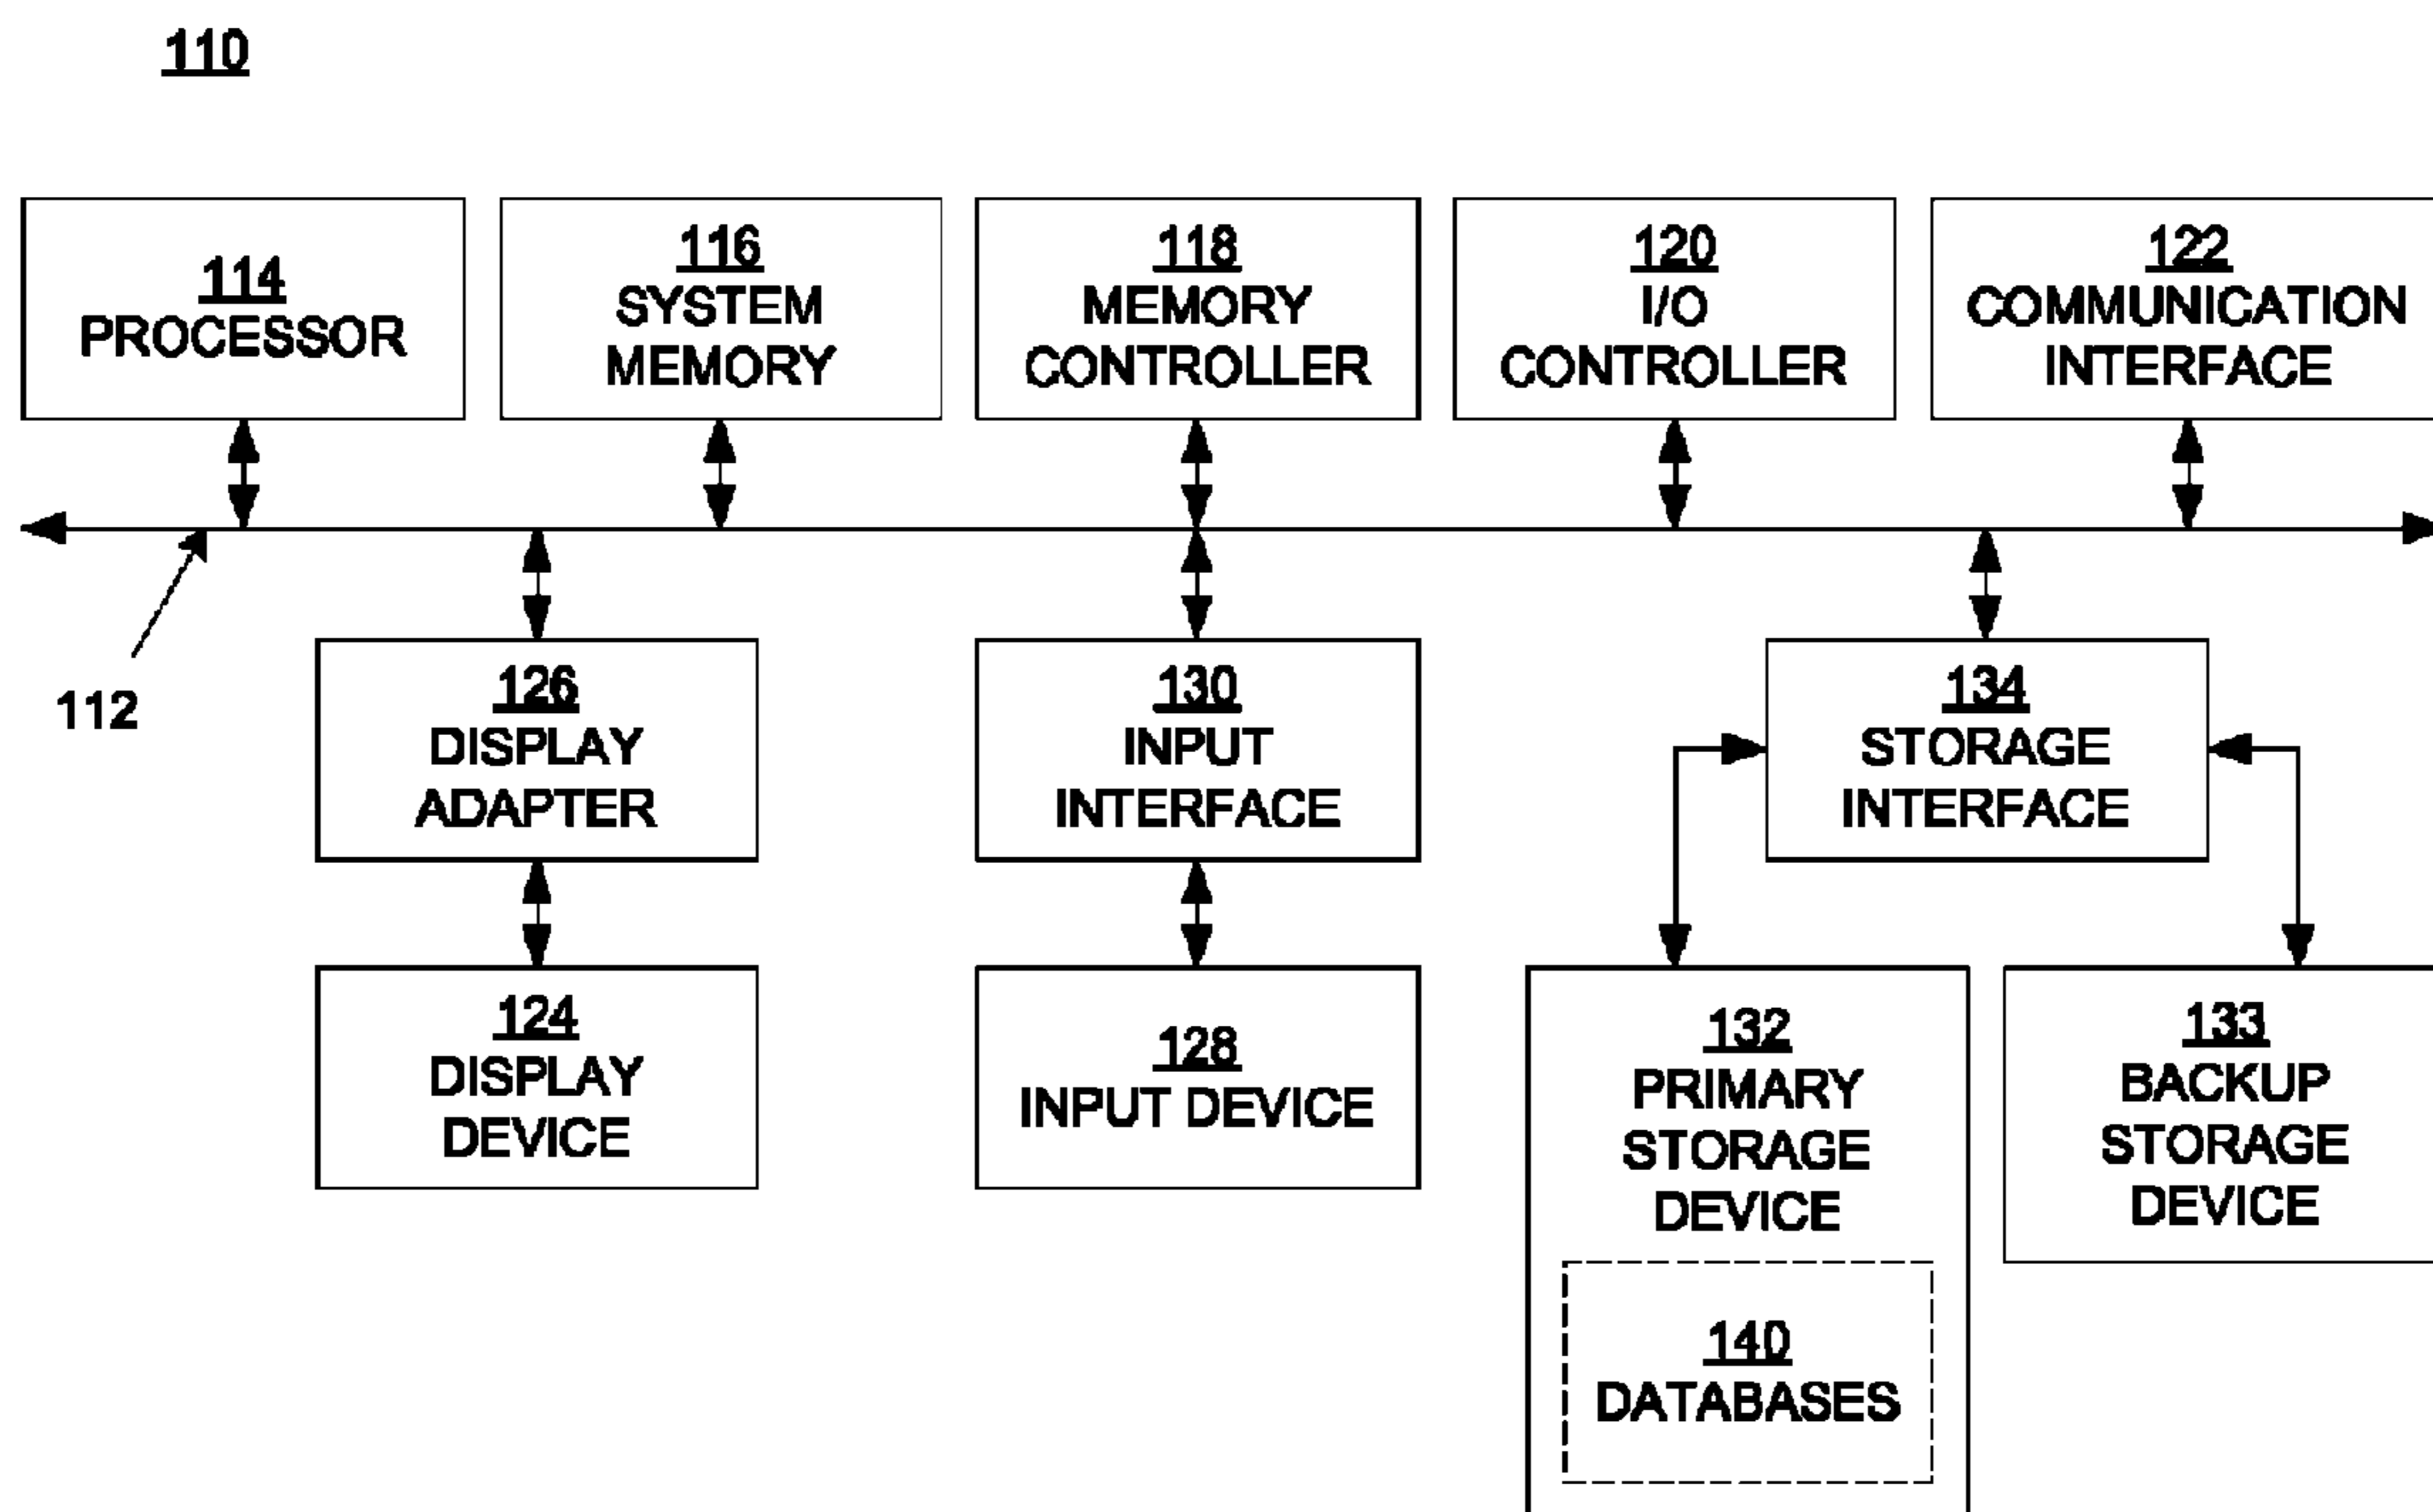 110
114
PROCESSOR
116
SYSTEM
MEMORY
118
MEMORY
CONTROLLER
120
I/O
CONTROLLER
122
COMMUNICATION
INTERFACE
112
126
DISPLAY
ADAPTER
130
INPUT
INTERFACE
134
STORAGE
INTERFACE
124
DISPLAY
DEVICE
128
INPUT DEVICE
132
PRIMARY
STORAGE
DEVICE
133
BACKUP
STORAGE
DEVICE
140
DATABASES